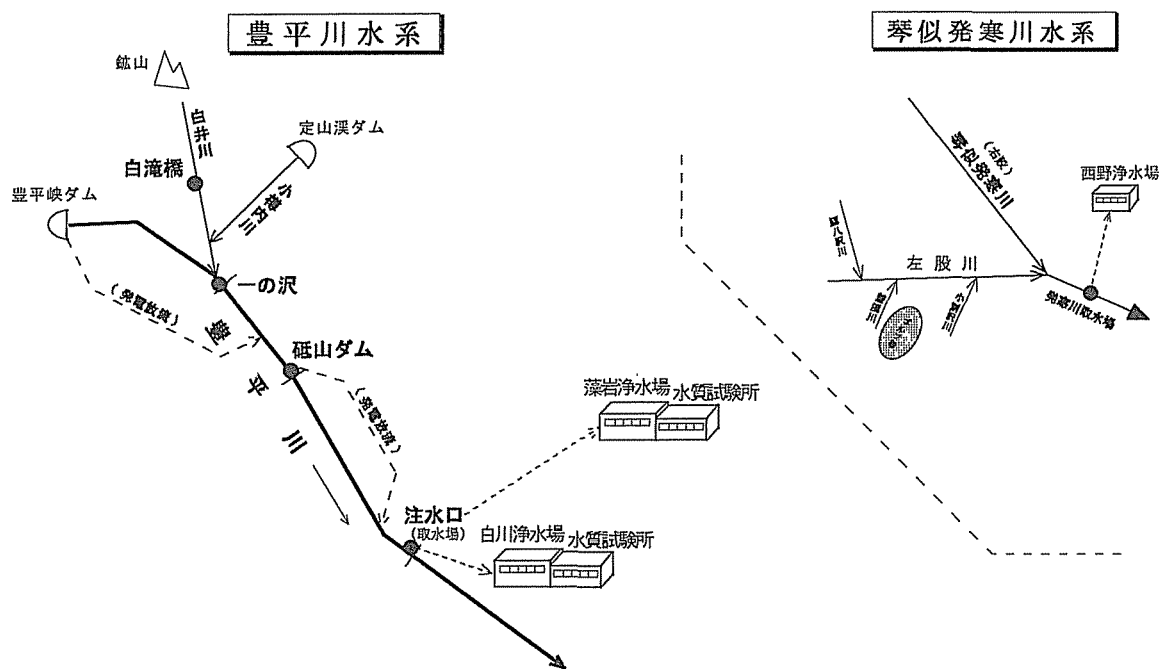 豊平川水系
琴似発寒川水系
鉱山
白井川
定山渓ダム
白滝橋
小樽内川
豊平峡ダム
一の沢
(発電放流)
豊平川
砥山ダム
(発電放流)
藻岩浄水場 水質試験所
注水口
(取水場)
白川浄水場 水質試験所
(右股)
琴似発寒川
西野浄水場
左股川
発寒川取水場